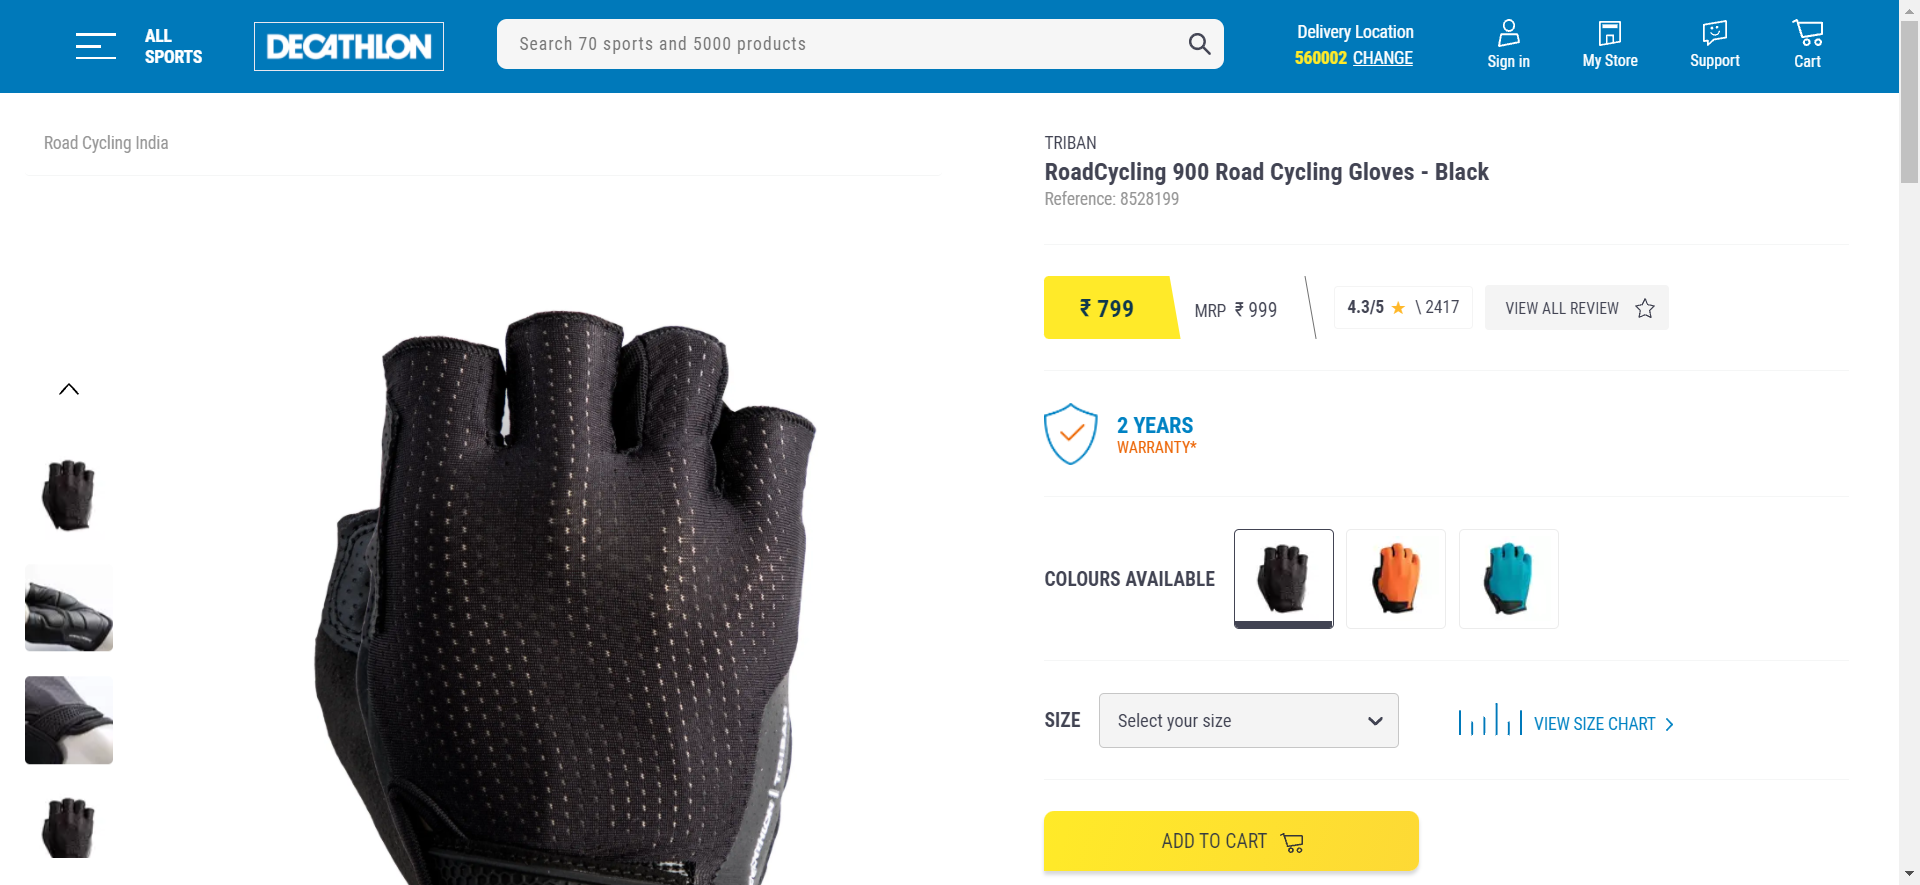 ALL
SPORTS
DECATHLON
Search 70 sports and 5000 products
Delivery Location
560002 CHANGE
Sign in
My Store
Support
Cart
Road Cycling India
TRIBAN
RoadCycling 900 Road Cycling Gloves - Black
Reference: 8528199
₹ 799
MRP ₹ 999
4.3/5 \ 2417
VIEW ALL REVIEW
2 YEARS
WARRANTY*
COLOURS AVAILABLE
SIZE
Select your size
VIEW SIZE CHART
ADD TO CART